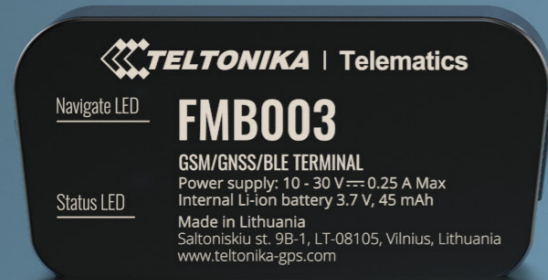 TELTONIKA | Telematics
Navigate LED
FMB003
GSM/GNSS/BLE TERMINAL
Power supply: 10 - 30 V⎓0.25 A Max
Status LED
Internal Li-ion battery 3.7 V, 45 mAh
Made in Lithuania
Saltoniskiu st. 9B-1, LT-08105, Vilnius, Lithuania
www.teltonika-gps.com